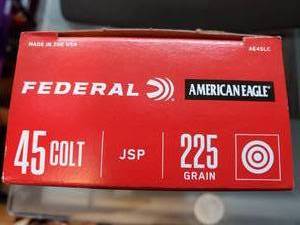 MADE IN THE USA
AE45LC
FEDERAL AMERICAN EAGLE
45 COLT JSP 225
GRAIN